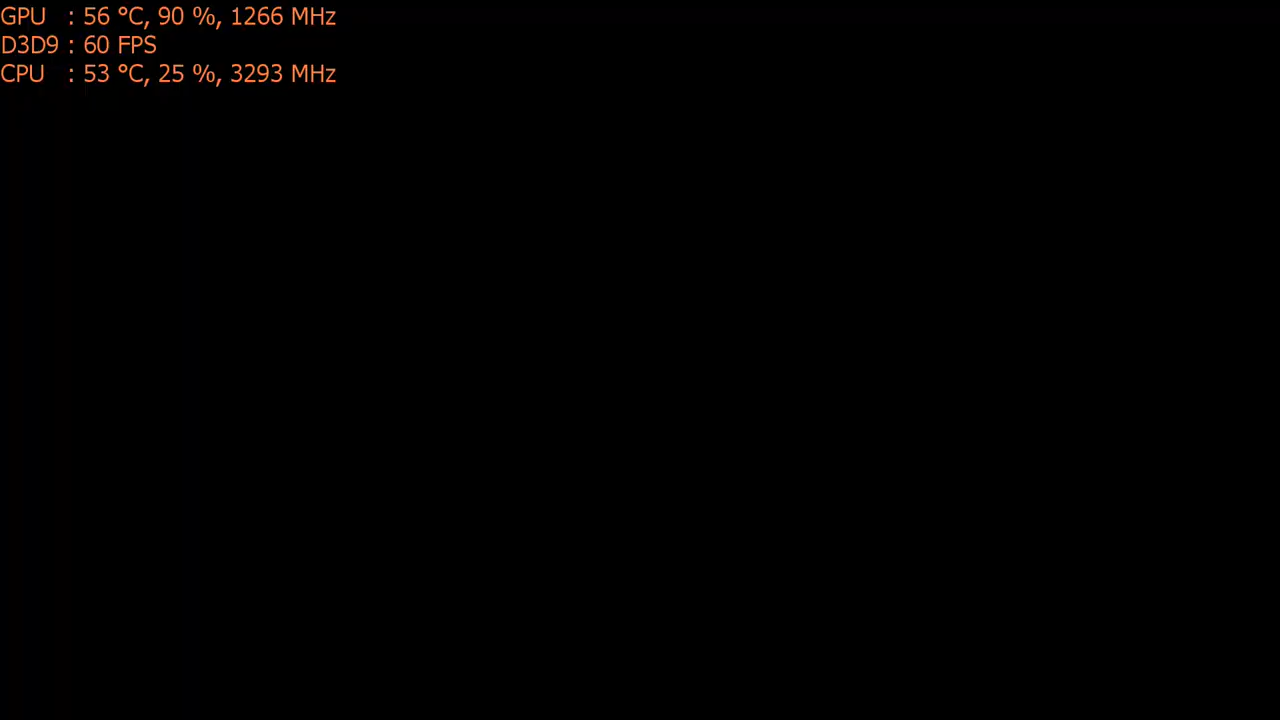 GPU : 56 °C, 90 %, 1266 MHz
D3D9 : 60 FPS
CPU : 53 °C, 25 %, 3293 MHz